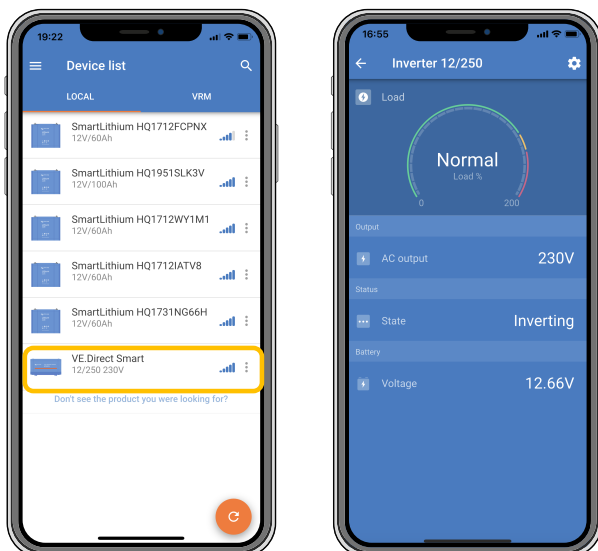 19:22
Device list
LOCAL VRM
SmartLithium HQ1712FCPNX
12V/60Ah
SmartLithium HQ1951SLK3V
12V/100Ah
SmartLithium HQ1712WY1M1
12V/60Ah
SmartLithium HQ1712IATV8
12V/60Ah
SmartLithium HQ1731NG66H
12V/60Ah
VE.Direct Smart
12/250 230V
Don't see the product you were looking for?
16:55
Inverter 12/250
Load
Normal
Load %
0 200
Output
AC output 230V
Status
State Inverting
Battery
Voltage 12.66V